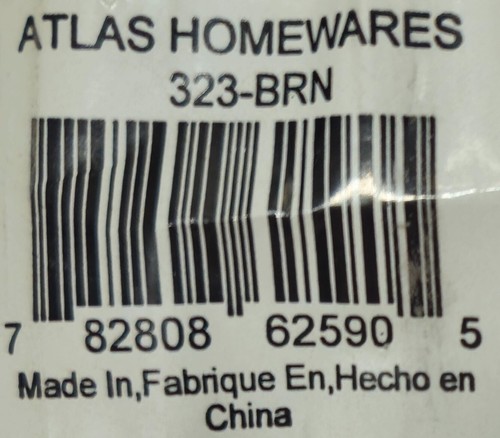 ATLAS HOMEWARES
323-BRN
7 82808 62590 5
Made In,Fabrique En,Hecho en
China